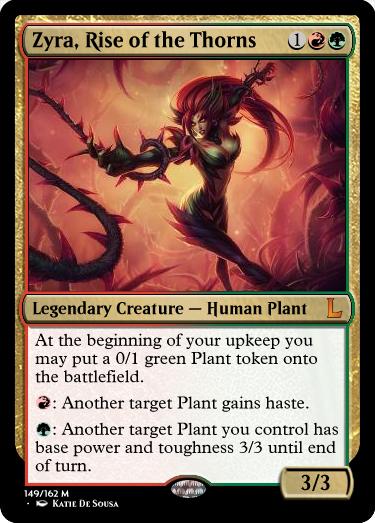 Zyra, Rise of the Thorns 1
Legendary Creature — Human Plant L
At the beginning of your upkeep you
may put a 0/1 green Plant token onto
the battlefield.
: Another target Plant gains haste.
: Another target Plant you control has
base power and toughness 3/3 until end
of turn.
3/3
149/162 M
· Katie De Sousa